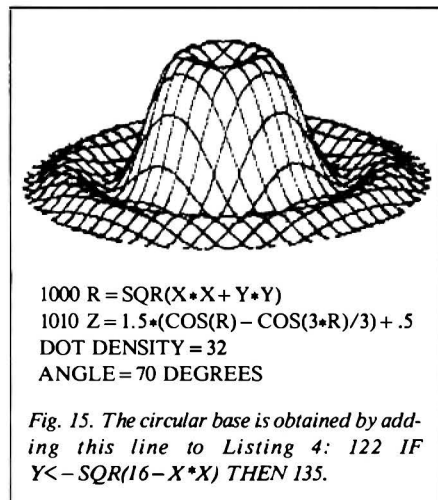 1000 R = SQR(X*X + Y*Y)
1010 Z = 1.5*(COS(R) – COS(3*R)/3) + .5
DOT DENSITY = 32
ANGLE = 70 DEGREES
Fig. 15. The circular base is obtained by add-
ing this line to Listing 4: 122 IF
Y<–SQR(16–X*X) THEN 135.